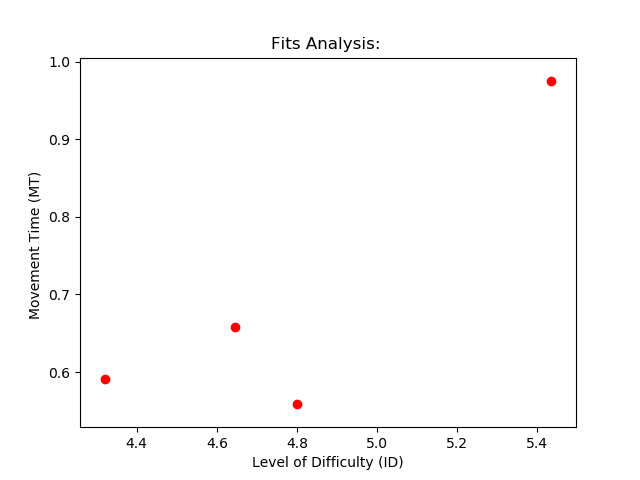 Fits Analysis:
1.0
0.9
0.8
0.7
0.6
Movement Time (MT)
4.4 4.6 4.8 5.0 5.2 5.4
Level of Difficulty (ID)